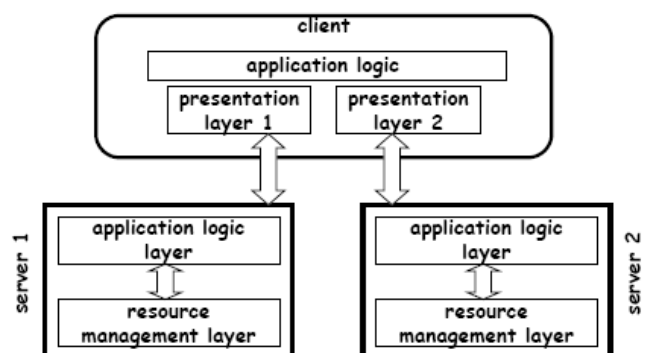 client
application logic
presentation
layer 1
presentation
layer 2
server 1
application logic
layer
resource
management layer
application logic
layer
resource
management layer
server 2